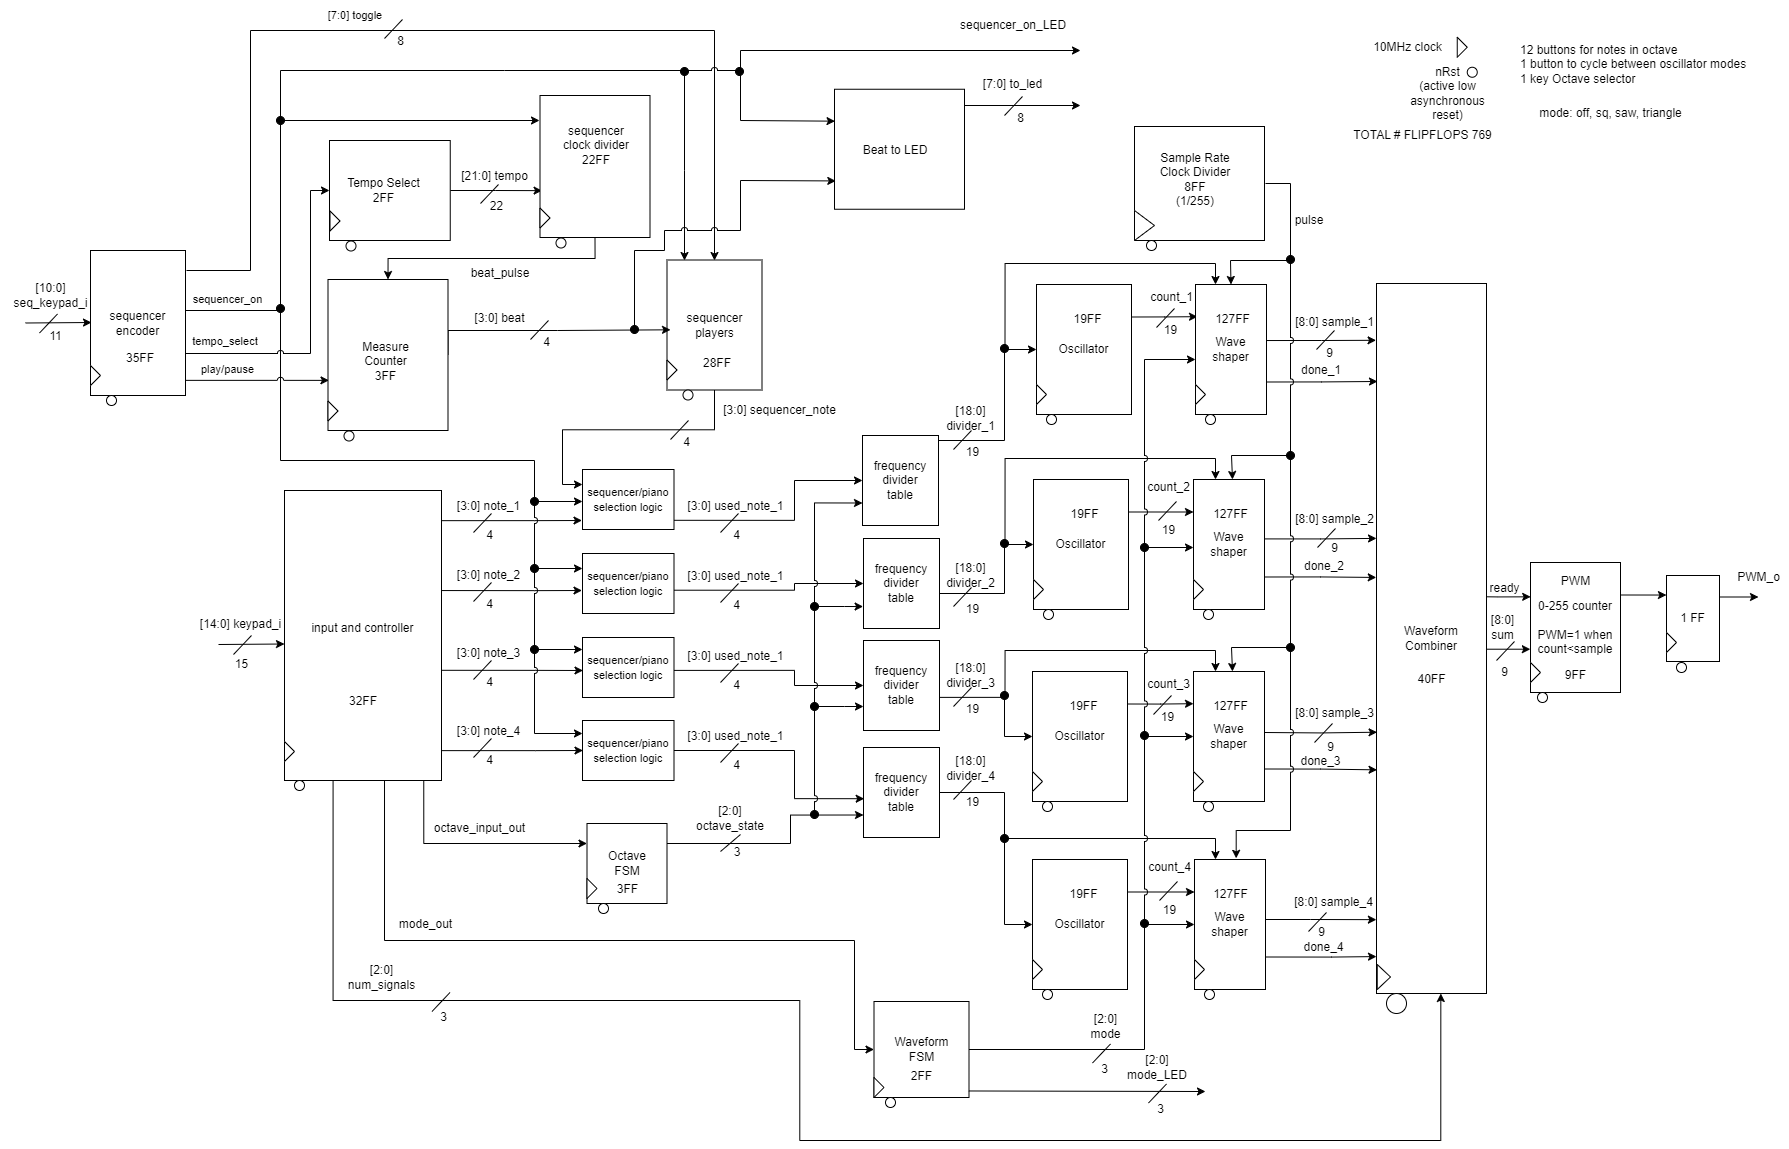 [7:0] toggle
8
sequencer_on_LED
[7:0] to_led
8
10MHz clock
nRst
(active low
asynchronous
reset)
TOTAL # FLIPFLOPS 769
12 buttons for notes in octave
1 button to cycle between oscillator modes
1 key Octave selector
mode: off, sq, saw, triangle
sequencer
clock divider
22FF
Tempo Select
2FF
[21:0] tempo
22
Beat to LED
Sample Rate
Clock Divider
8FF
(1/255)
pulse
[10:0]
seq_keypad_i
11
sequencer
encoder
35FF
sequencer_on
tempo_select
play/pause
beat_pulse
Measure
Counter
3FF
[3:0] beat
4
sequencer
players
28FF
[3:0] sequencer_note
4
19FF
Oscillator
count_1
19
127FF
Wave
shaper
[8:0] sample_1
9
done_1
[18:0]
divider_1
19
frequency
divider
table
[3:0] note_1
4
sequencer/piano
selection logic
[3:0] used_note_1
4
[3:0] note_2
4
sequencer/piano
selection logic
[3:0] used_note_1
4
frequency
divider
table
[18:0]
divider_2
19
19FF
Oscillator
count_2
19
127FF
Wave
shaper
[8:0] sample_2
9
done_2
[14:0] keypad_i
15
input and controller
32FF
[3:0] note_3
4
sequencer/piano
selection logic
[3:0] used_note_1
4
frequency
divider
table
[18:0]
divider_3
19
19FF
Oscillator
count_3
19
127FF
Wave
shaper
[8:0] sample_3
9
done_3
[3:0] note_4
4
sequencer/piano
selection logic
[3:0] used_note_1
4
frequency
divider
table
[18:0]
divider_4
19
19FF
Oscillator
count_4
19
127FF
Wave
shaper
[8:0] sample_4
9
done_4
Waveform
Combiner
40FF
ready
[8:0]
sum
9
PWM
0-255 counter
PWM=1 when
count<sample
9FF
1 FF
PWM_o
octave_input_out
Octave
FSM
3FF
[2:0]
octave_state
3
mode_out
[2:0]
num_signals
3
Waveform
FSM
2FF
[2:0]
mode
3
[2:0]
mode_LED
3